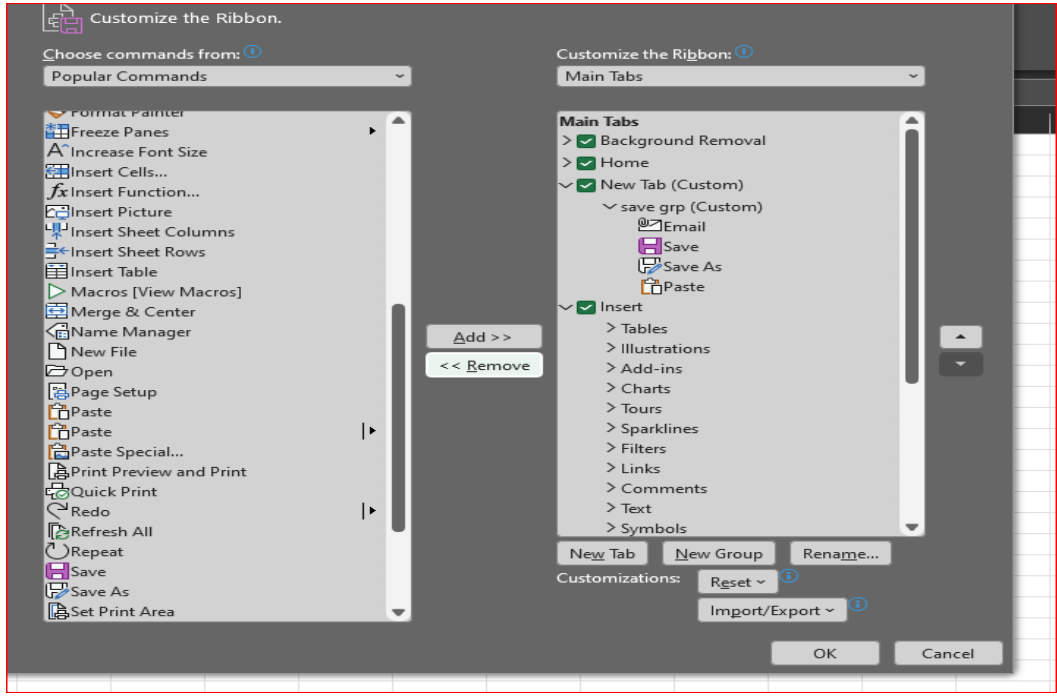 Customize the Ribbon.
Choose commands from:
Popular Commands
Format Painter
Freeze Panes
Increase Font Size
Insert Cells...
fx Insert Function...
Insert Picture
Insert Sheet Columns
Insert Sheet Rows
Insert Table
Macros [View Macros]
Merge & Center
Name Manager
New File
Open
Page Setup
Paste
Paste
Paste Special...
Print Preview and Print
Quick Print
Redo
Refresh All
Repeat
Save
Save As
Set Print Area
Add >>
<< Remove
Customize the Ribbon:
Main Tabs
Main Tabs
Background Removal
Home
New Tab (Custom)
save grp (Custom)
Email
Save
Save As
Paste
Insert
Tables
Illustrations
Add-ins
Charts
Tours
Sparklines
Filters
Links
Comments
Text
Symbols
New Tab New Group Rename...
Customizations: Reset
Import/Export
OK Cancel